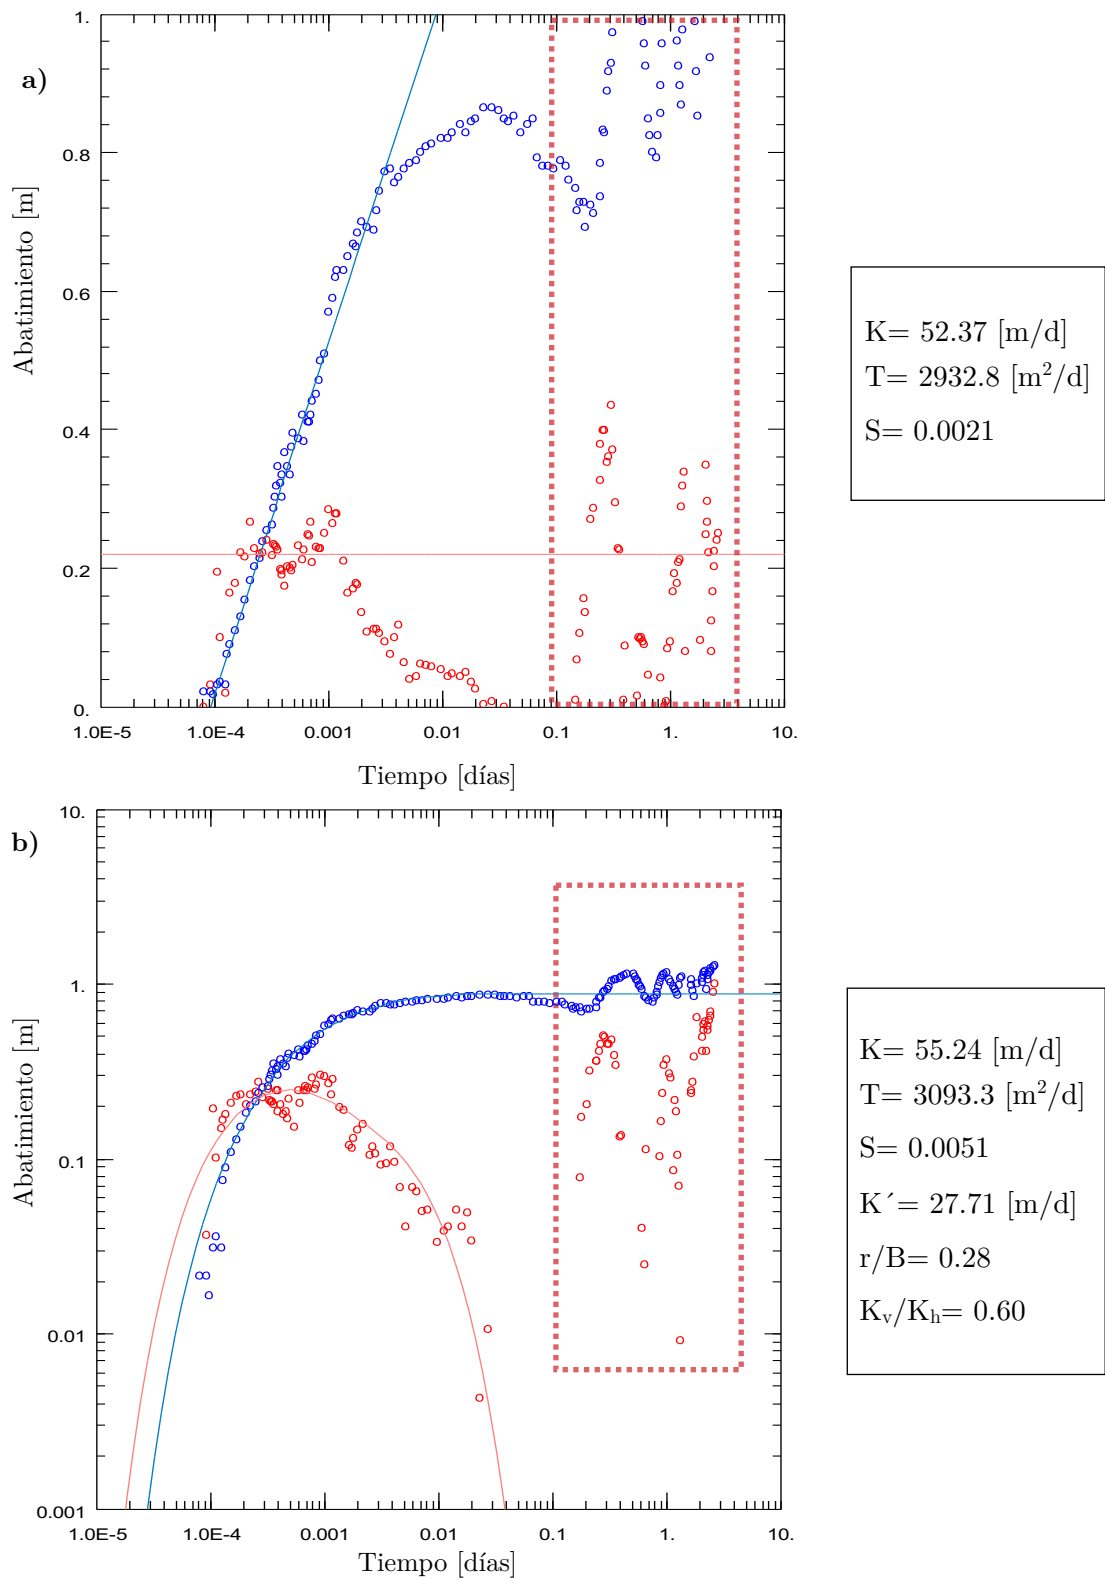 a)
1.
0.8
0.6
0.4
0.2
0.
Abatimiento [m]
1.0E-5
1.0E-4
0.001
0.01
0.1
1.
10.
Tiempo [días]
K= 52.37 [m/d]
T= 2932.8 [m²/d]
S= 0.0021
b)
10.
1.
0.1
0.01
0.001
Abatimiento [m]
1.0E-5
1.0E-4
0.001
0.01
0.1
1.
10.
Tiempo [días]
K= 55.24 [m/d]
T= 3093.3 [m²/d]
S= 0.0051
K´= 27.71 [m/d]
r/B= 0.28
Kᵥ/Kₕ= 0.60